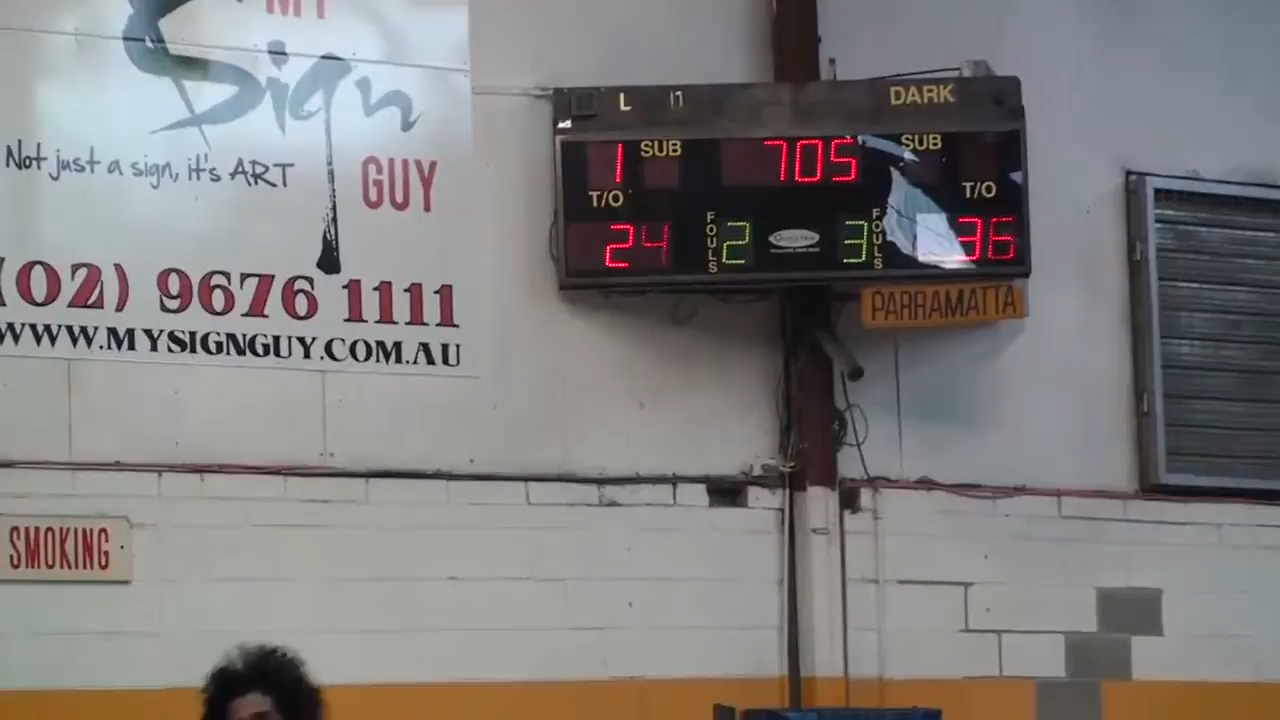 MY
Sign
Not just a sign, it's ART
GUY
(02) 9676 1111
WWW.MYSIGNGUY.COM.AU
L
DARK
1 SUB 705 SUB
T/O T/O
24 FOULS 2 3 FOULS 36
PARRAMATTA
SMOKING